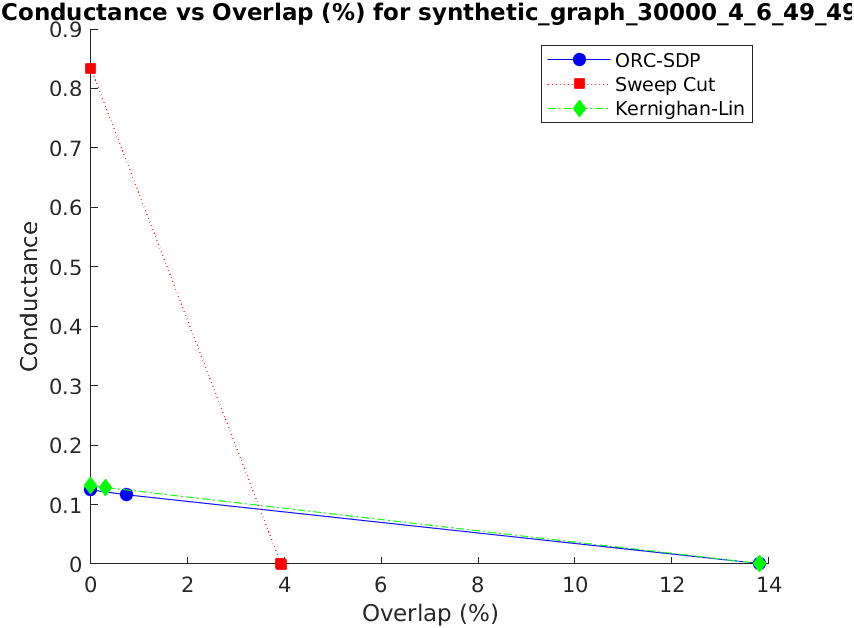 Conductance vs Overlap (%) for synthetic_graph_30000_4_6_49_49
0.9
0.8
0.7
0.6
0.5
0.4
0.3
0.2
0.1
0
Conductance
ORC-SDP
Sweep Cut
Kernighan-Lin
0 2 4 6 8 10 12 14
Overlap (%)